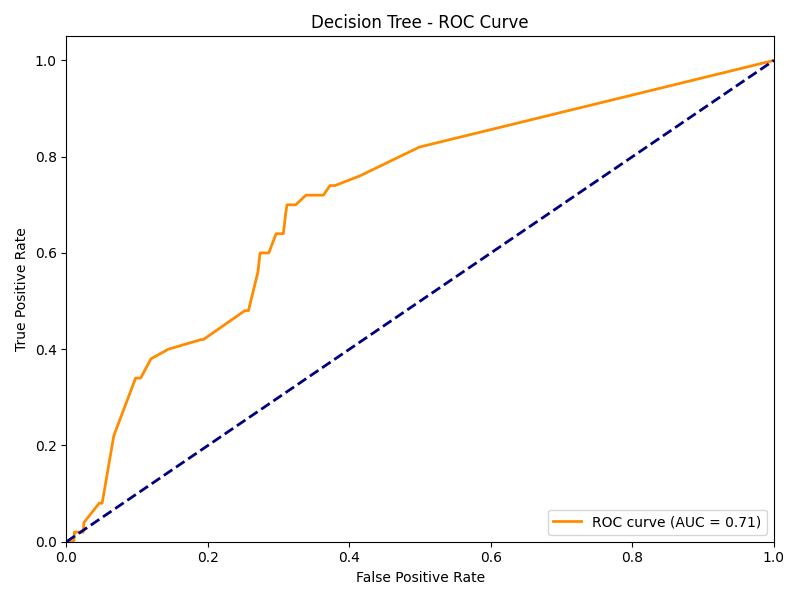 Decision Tree - ROC Curve
1.0
0.8
0.6
0.4
0.2
0.0
True Positive Rate
0.0 0.2 0.4 0.6 0.8 1.0
False Positive Rate
ROC curve (AUC = 0.71)